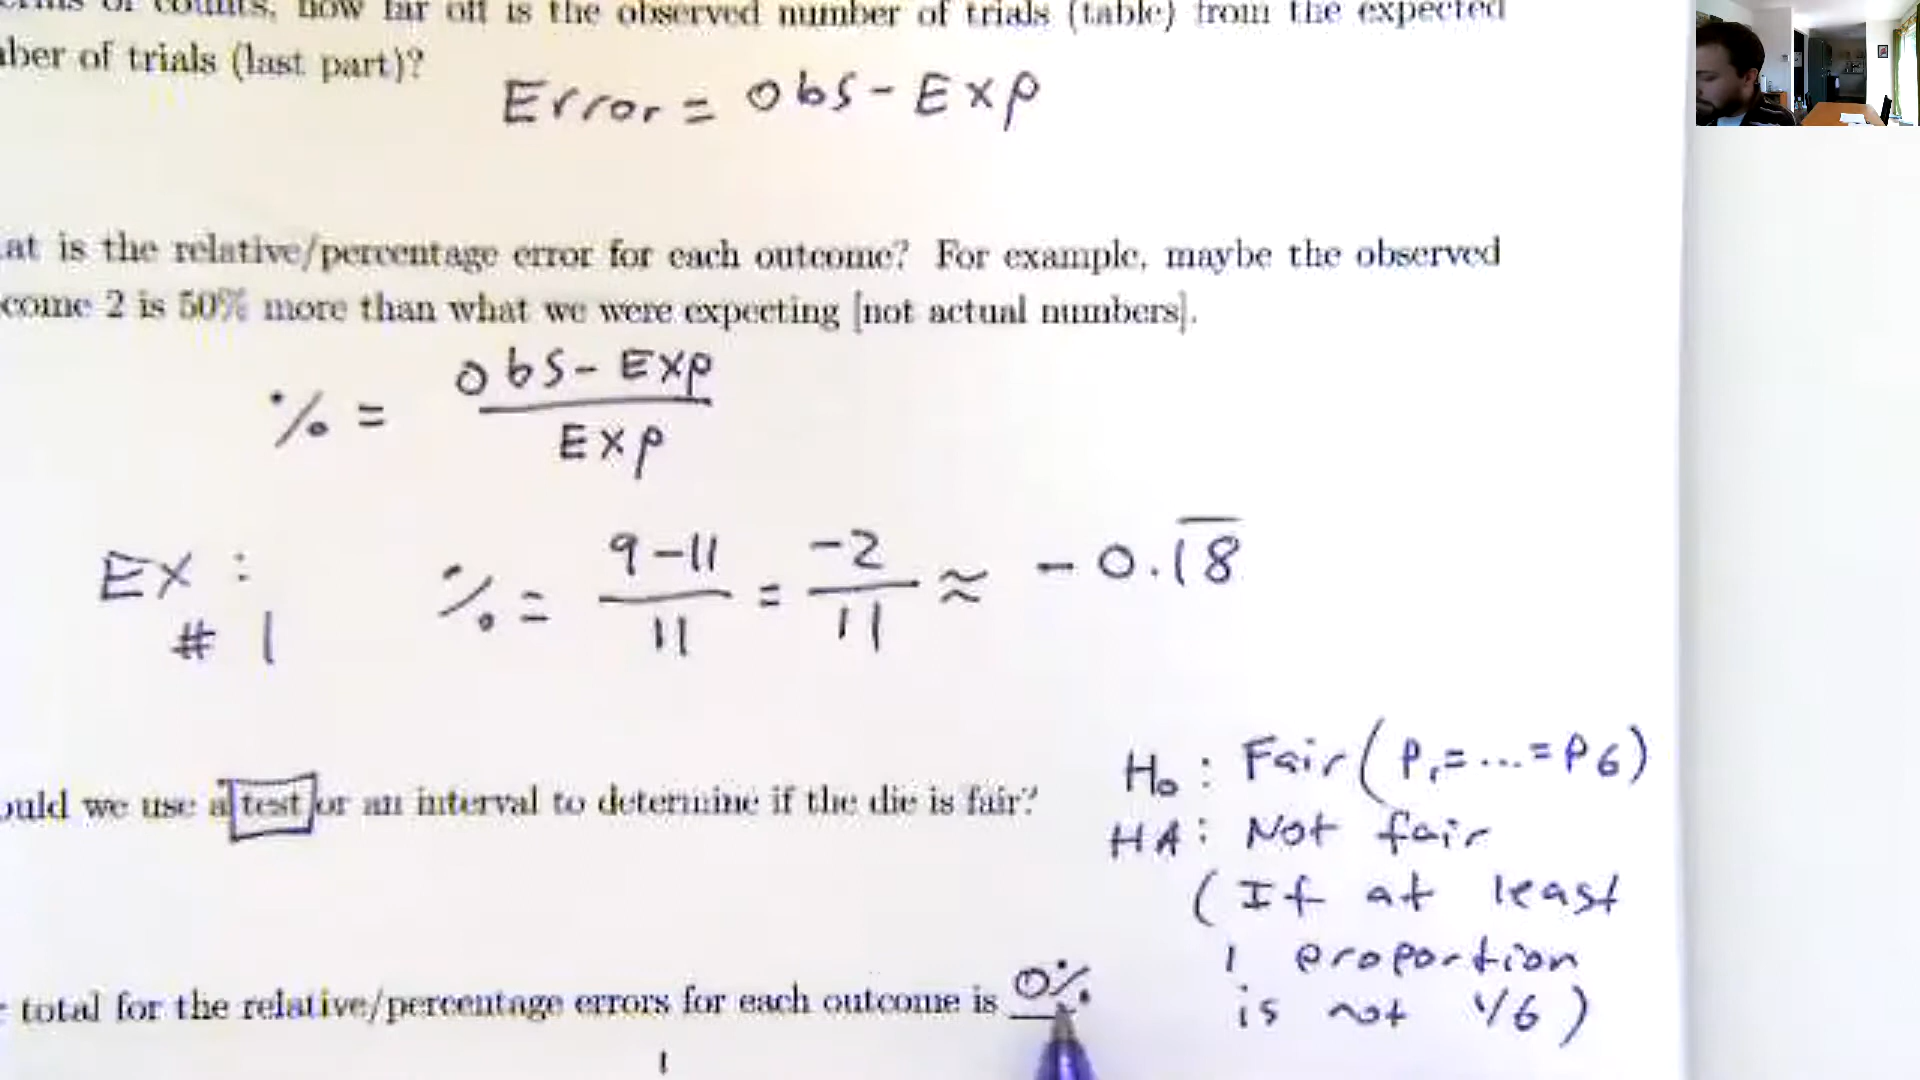 of counts, how far off is the observed number of trials (table) from the expected
ber of trials (last part)?
Error = Obs - Exp
at is the relative/percentage error for each outcome? For example, maybe the observed
come 2 is 50% more than what we were expecting [not actual numbers].
% = Obs - Exp / Exp
EX : #1 % = 9-11 / 11 = -2 / 11 ≈ -0.1̅8̅
ould we use a test or an interval to determine if the die is fair?
H₀ : Fair (P₁ = ... = P6)
HA : Not fair
(If at least
1 proportion
is not 1/6)
total for the relative/percentage errors for each outcome is 0%